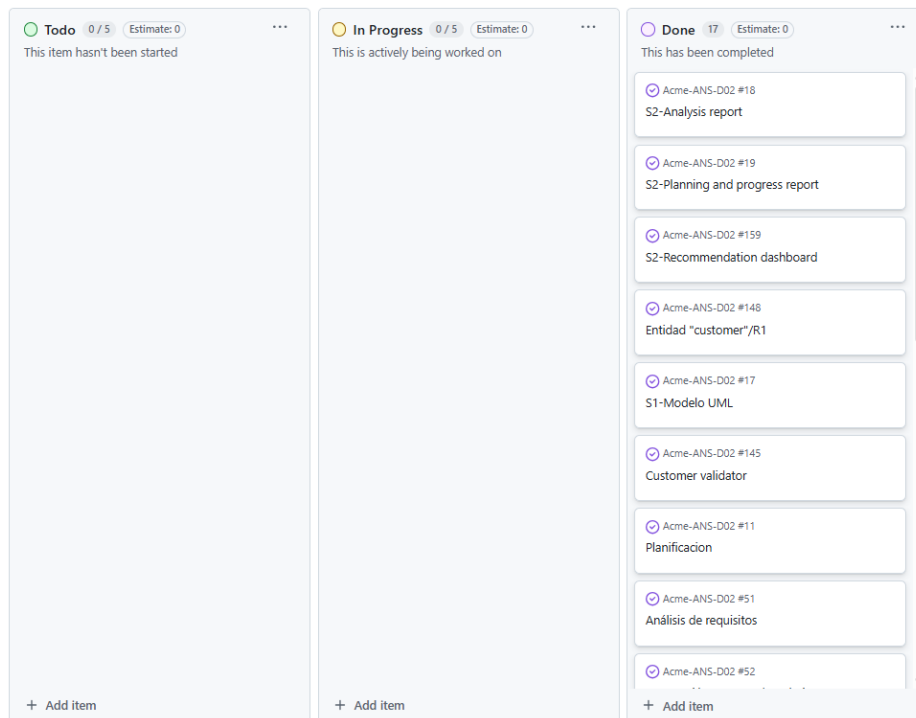 Todo 0 / 5 Estimate: 0
This item hasn't been started
+ Add item
In Progress 0 / 5 Estimate: 0
This is actively being worked on
+ Add item
Done 17 Estimate: 0
This has been completed
Acme-ANS-D02 #18
S2-Analysis report
Acme-ANS-D02 #19
S2-Planning and progress report
Acme-ANS-D02 #159
S2-Recommendation dashboard
Acme-ANS-D02 #148
Entidad "customer"/R1
Acme-ANS-D02 #17
S1-Modelo UML
Acme-ANS-D02 #145
Customer validator
Acme-ANS-D02 #11
Planificacion
Acme-ANS-D02 #51
Análisis de requisitos
Acme-ANS-D02 #52
+ Add item